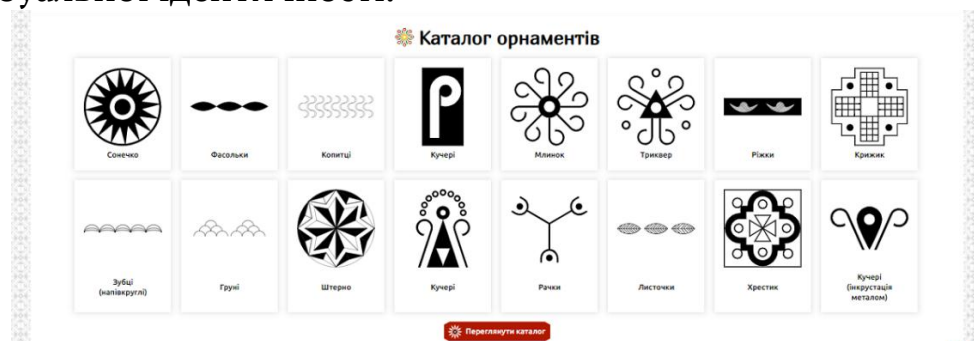 Каталог орнаментів
Сонечко
Фасольки
Копитці
Кучері
Млинок
Триквер
Ріжки
Крижик
Зубці
(напівкруглі)
Груні
Штерно
Кучері
Рачки
Листочки
Хрестик
Кучері
(інкрустація
металом)
Переглянути каталог